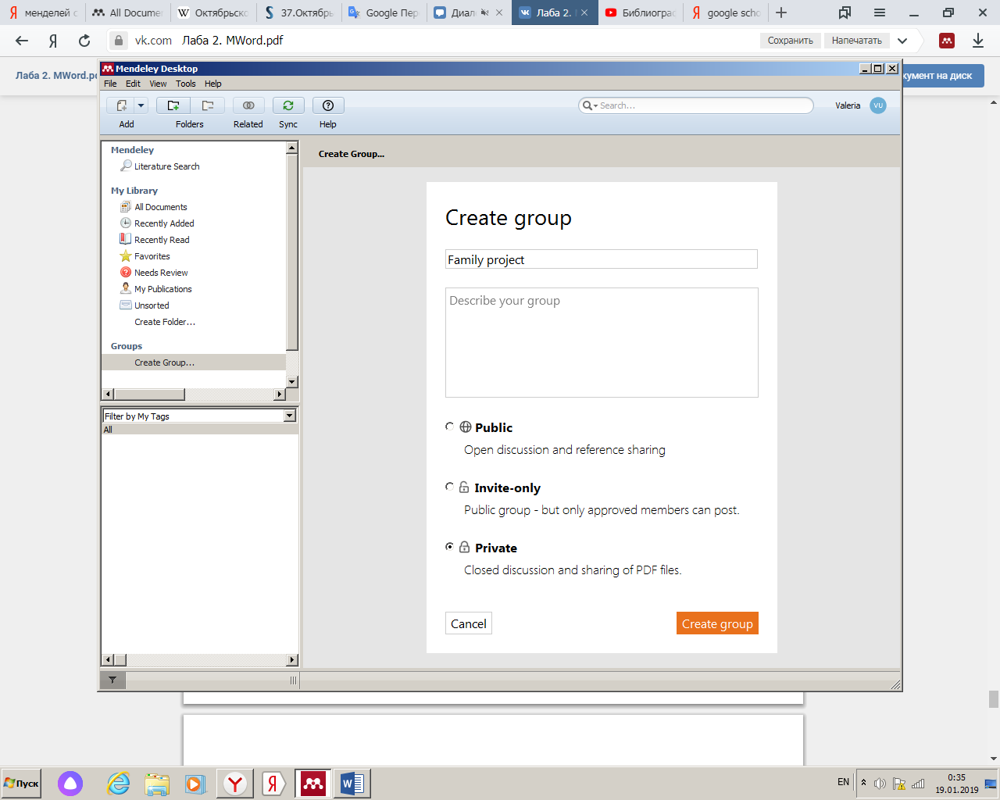 менделей с
All Docume
Октябрьско
37.Октябрь
Google Пер
Диал
Лаба 2.
Библиограф
google scho
vk.com Лаба 2. MWord.pdf
Сохранить
Напечатать
Лаба 2. MWord.pd
кумент на диск
Mendeley Desktop
File Edit View Tools Help
Search...
Valeria VU
Add Folders Related Sync Help
Mendeley
Literature Search
My Library
All Documents
Recently Added
Recently Read
Favorites
Needs Review
My Publications
Unsorted
Create Folder...
Groups
Create Group...
Filter by My Tags
All
Create Group...
Create group
Family project
Describe your group
Public
Open discussion and reference sharing
Invite-only
Public group - but only approved members can post.
Private
Closed discussion and sharing of PDF files.
Cancel
Create group
Пуск
EN
0:35
19.01.2019